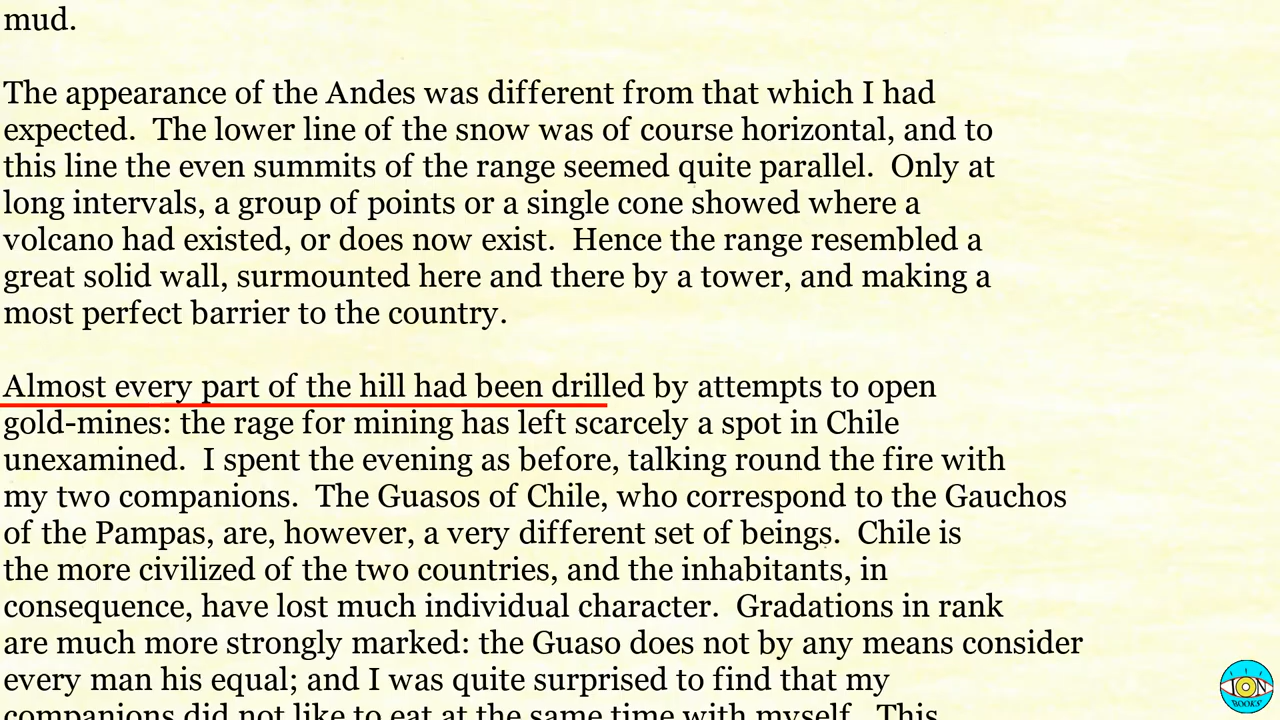 mud.
The appearance of the Andes was different from that which I had
expected.  The lower line of the snow was of course horizontal, and to
this line the even summits of the range seemed quite parallel.  Only at
long intervals, a group of points or a single cone showed where a
volcano had existed, or does now exist.  Hence the range resembled a
great solid wall, surmounted here and there by a tower, and making a
most perfect barrier to the country.
Almost every part of the hill had been drilled by attempts to open
gold-mines: the rage for mining has left scarcely a spot in Chile
unexamined.  I spent the evening as before, talking round the fire with
my two companions.  The Guasos of Chile, who correspond to the Gauchos
of the Pampas, are, however, a very different set of beings.  Chile is
the more civilized of the two countries, and the inhabitants, in
consequence, have lost much individual character.  Gradations in rank
are much more strongly marked: the Guaso does not by any means consider
every man his equal; and I was quite surprised to find that my
companions did not like to eat at the same time with myself.  This
ION
BOOKS